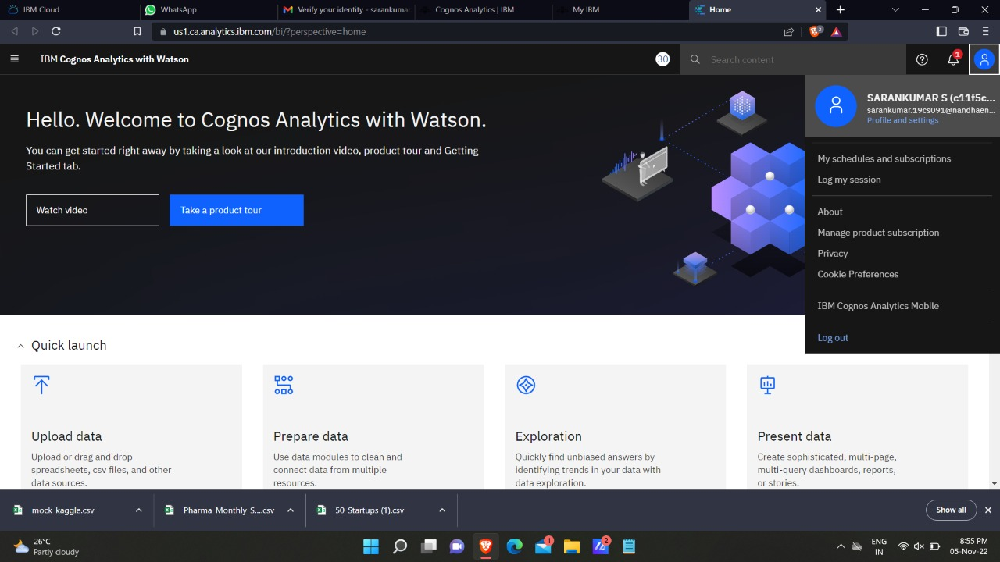 IBM Cloud
WhatsApp
Verify your identity - sarankumar
Cognos Analytics | IBM
My IBM
Home
us1.ca.analytics.ibm.com/bi/?perspective=home
2
IBM Cognos Analytics with Watson
30
Search content
1
Hello. Welcome to Cognos Analytics with Watson.
You can get started right away by taking a look at our introduction video, product tour and Getting
Started tab.
Watch video
Take a product tour
SARANKUMAR S (c11f5c...
sarankumar.19cs091@nandhaen...
Profile and settings
My schedules and subscriptions
Log my session
About
Manage product subscription
Privacy
Cookie Preferences
IBM Cognos Analytics Mobile
Log out
Quick launch
Upload data
Upload or drag and drop
spreadsheets, csv files, and other
data sources.
Prepare data
Use data modules to clean and
connect data from multiple
resources.
Exploration
Quickly find unbiased answers by
identifying trends in your data with
data exploration.
Present data
Create sophisticated, multi-page,
multi-query dashboards, reports,
or stories.
mock_kaggle.csv
Pharma_Monthly_S....csv
50_Startups (1).csv
Show all
26°C
Partly cloudy
1
2
ENG
IN
8:55 PM
05-Nov-22